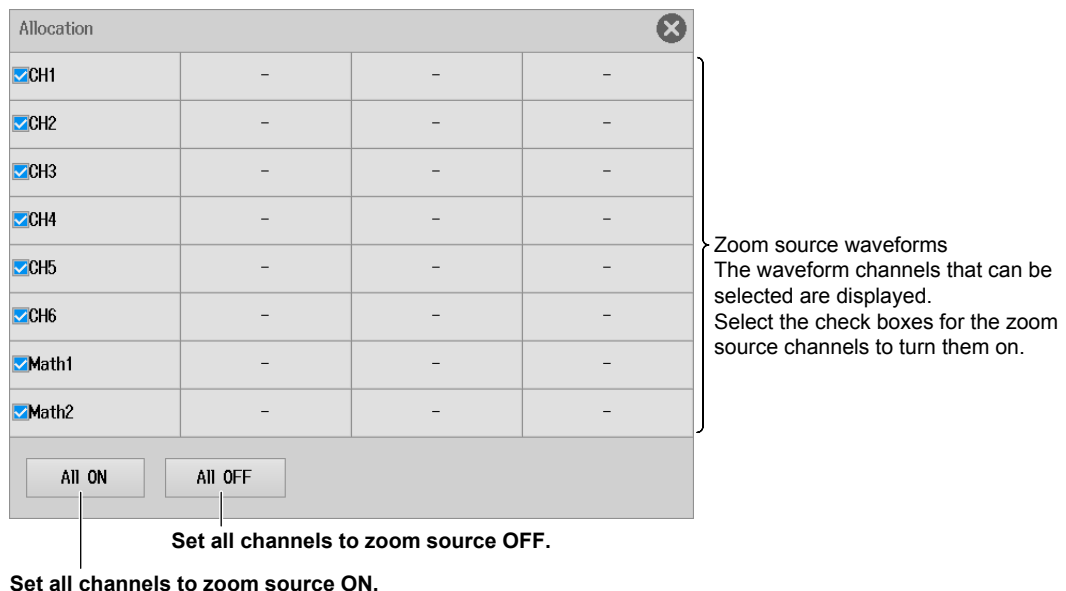 Allocation
CH1 - - -
CH2 - - -
CH3 - - -
CH4 - - -
CH5 - - -
CH6 - - -
Math1 - - -
Math2 - - -
Zoom source waveforms
The waveform channels that can be
selected are displayed.
Select the check boxes for the zoom
source channels to turn them on.
All ON All OFF
Set all channels to zoom source OFF.
Set all channels to zoom source ON.